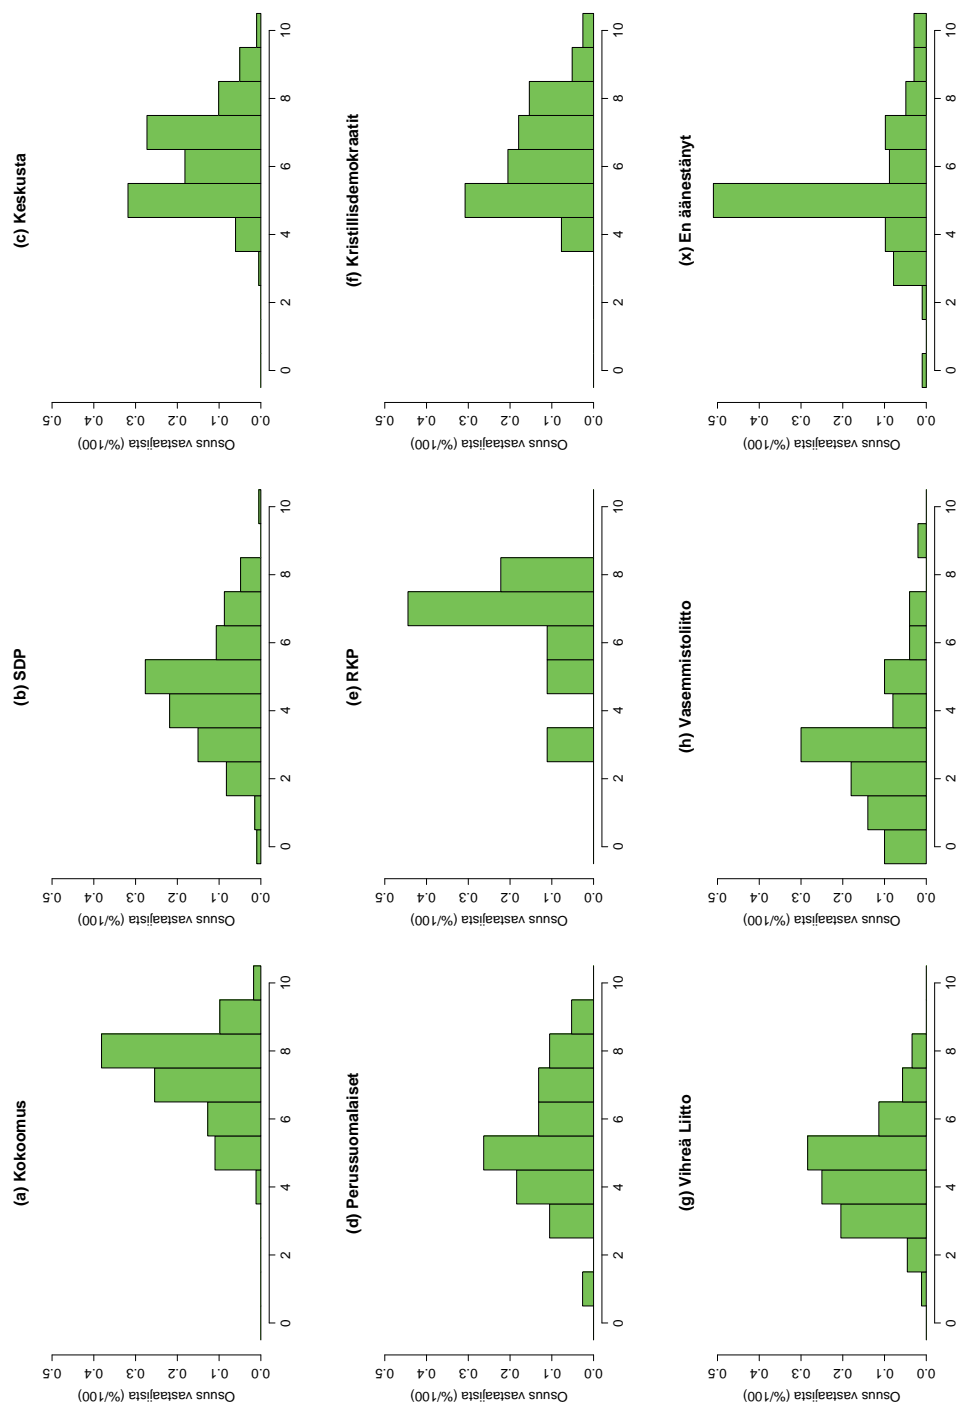 (a) Kokoomus
Osuus vastaajista (%/100)
0.0 0.1 0.2 0.3 0.4 0.5
0 2 4 6 8 10
(b) SDP
Osuus vastaajista (%/100)
0.0 0.1 0.2 0.3 0.4 0.5
0 2 4 6 8 10
(c) Keskusta
Osuus vastaajista (%/100)
0.0 0.1 0.2 0.3 0.4 0.5
0 2 4 6 8 10
(d) Perussuomalaiset
Osuus vastaajista (%/100)
0.0 0.1 0.2 0.3 0.4 0.5
0 2 4 6 8 10
(e) RKP
Osuus vastaajista (%/100)
0.0 0.1 0.2 0.3 0.4 0.5
0 2 4 6 8 10
(f) Kristillisdemokraatit
Osuus vastaajista (%/100)
0.0 0.1 0.2 0.3 0.4 0.5
0 2 4 6 8 10
(g) Vihreä Liitto
Osuus vastaajista (%/100)
0.0 0.1 0.2 0.3 0.4 0.5
0 2 4 6 8 10
(h) Vasemmistoliitto
Osuus vastaajista (%/100)
0.0 0.1 0.2 0.3 0.4 0.5
0 2 4 6 8 10
(x) En äänestänyt
Osuus vastaajista (%/100)
0.0 0.1 0.2 0.3 0.4 0.5
0 2 4 6 8 10